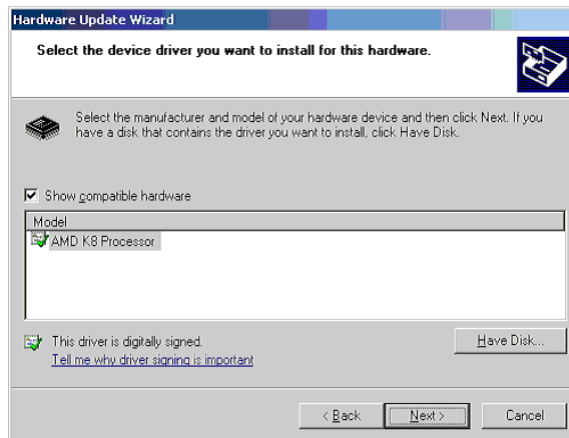 Hardware Update Wizard
Select the device driver you want to install for this hardware.
Select the manufacturer and model of your hardware device and then click Next. If you
have a disk that contains the driver you want to install, click Have Disk.
Show compatible hardware
Model
AMD K8 Processor
This driver is digitally signed.
Have Disk...
Tell me why driver signing is important
< Back
Next >
Cancel